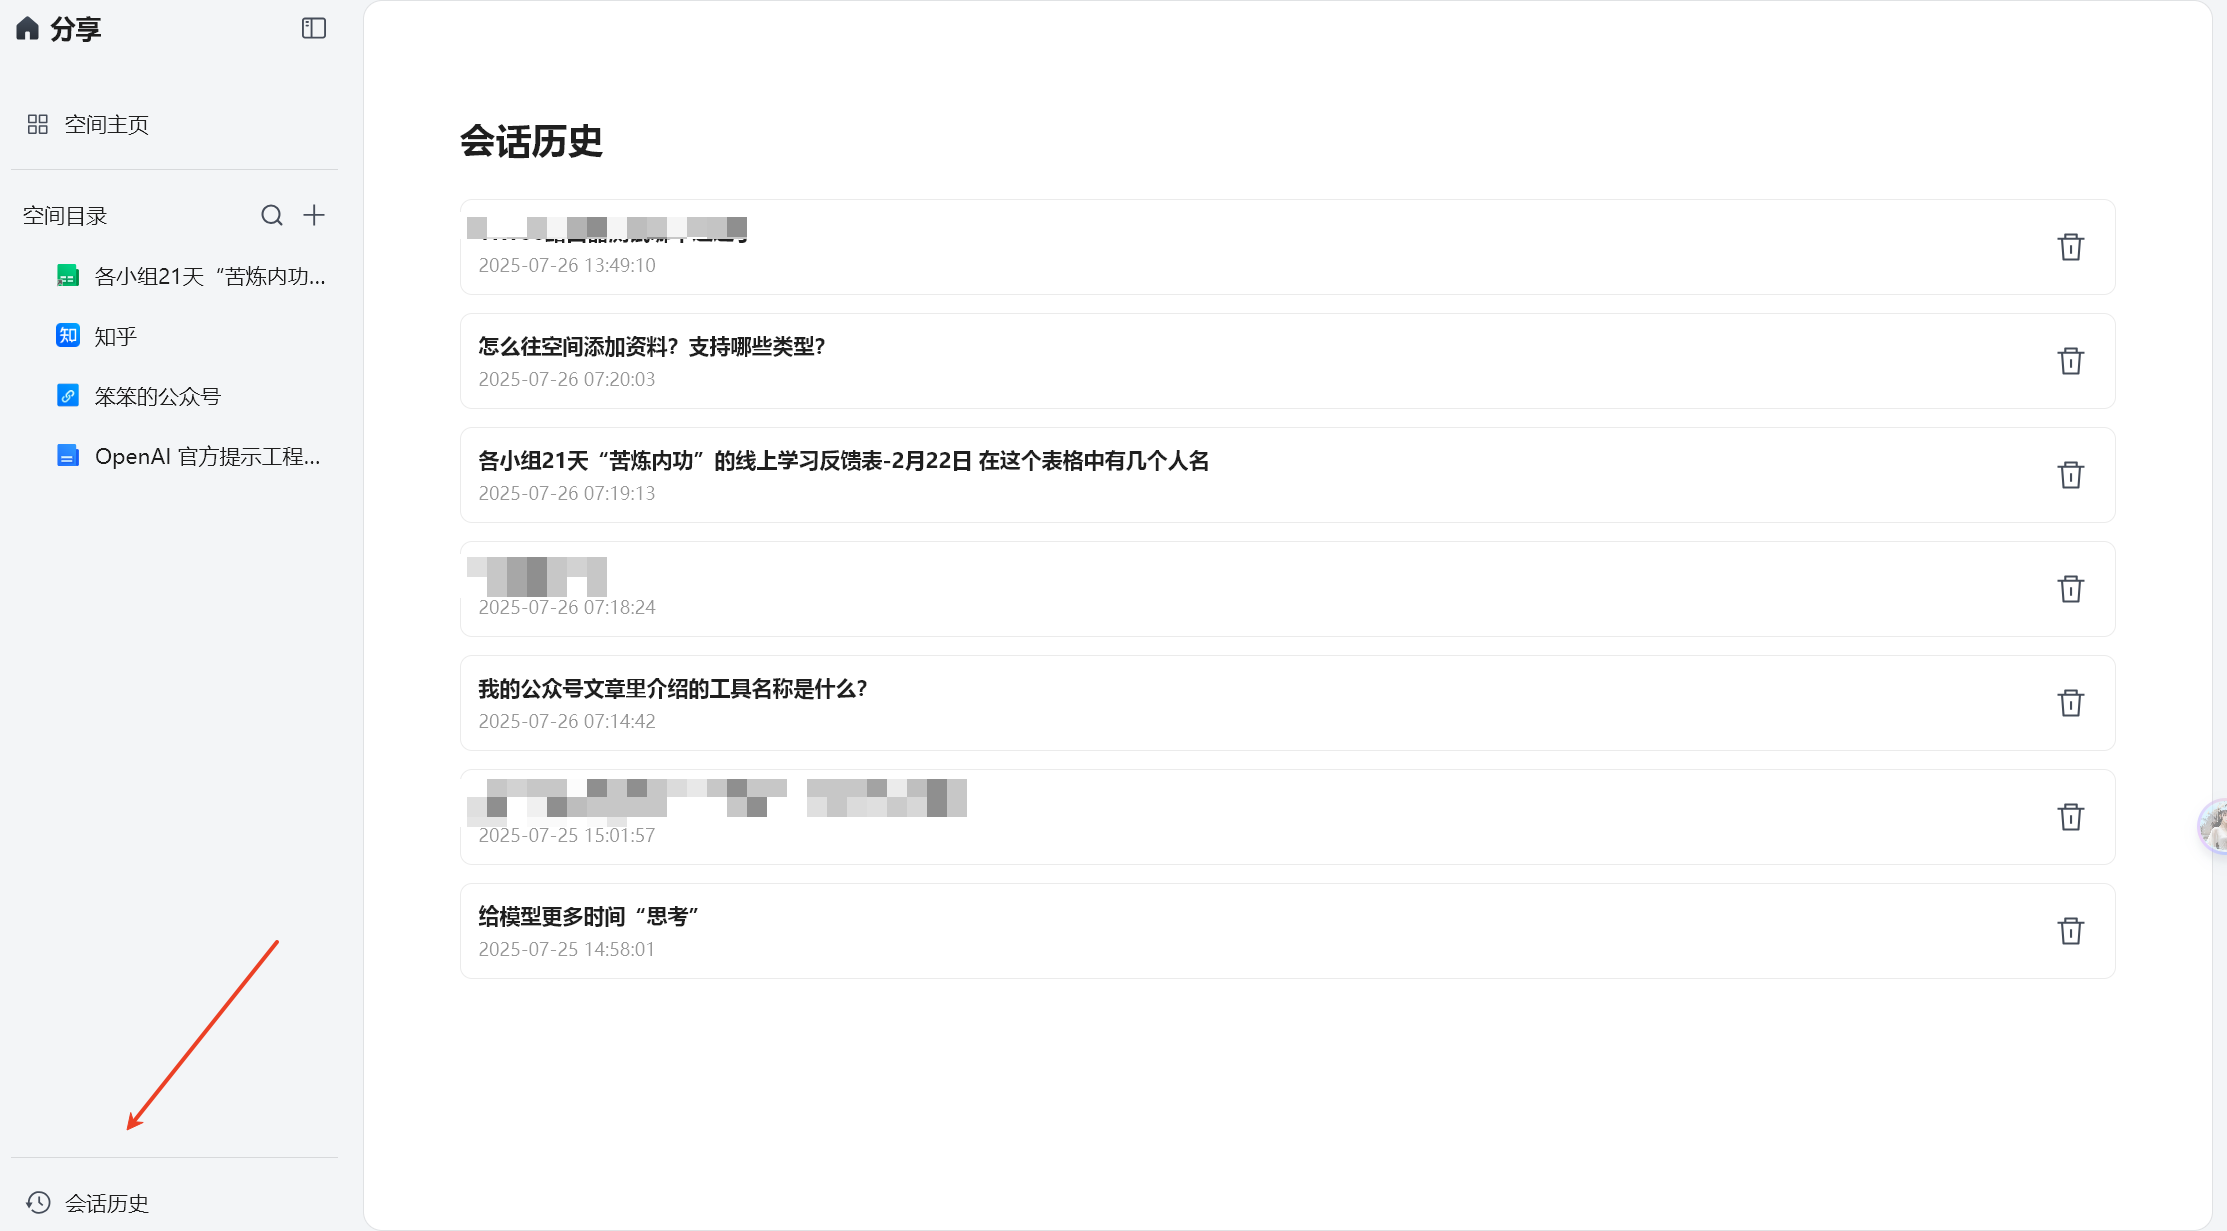 分享
空间主页
空间目录
各小组21天“苦炼内功...
知乎
笨笨的公众号
OpenAI 官方提示工程...
会话历史
会话历史
2025-07-26 13:49:10
怎么往空间添加资料？支持哪些类型？
2025-07-26 07:20:03
各小组21天“苦炼内功”的线上学习反馈表-2月22日 在这个表格中有几个人名
2025-07-26 07:19:13
2025-07-26 07:18:24
我的公众号文章里介绍的工具名称是什么？
2025-07-26 07:14:42
2025-07-25 15:01:57
给模型更多时间“思考”
2025-07-25 14:58:01